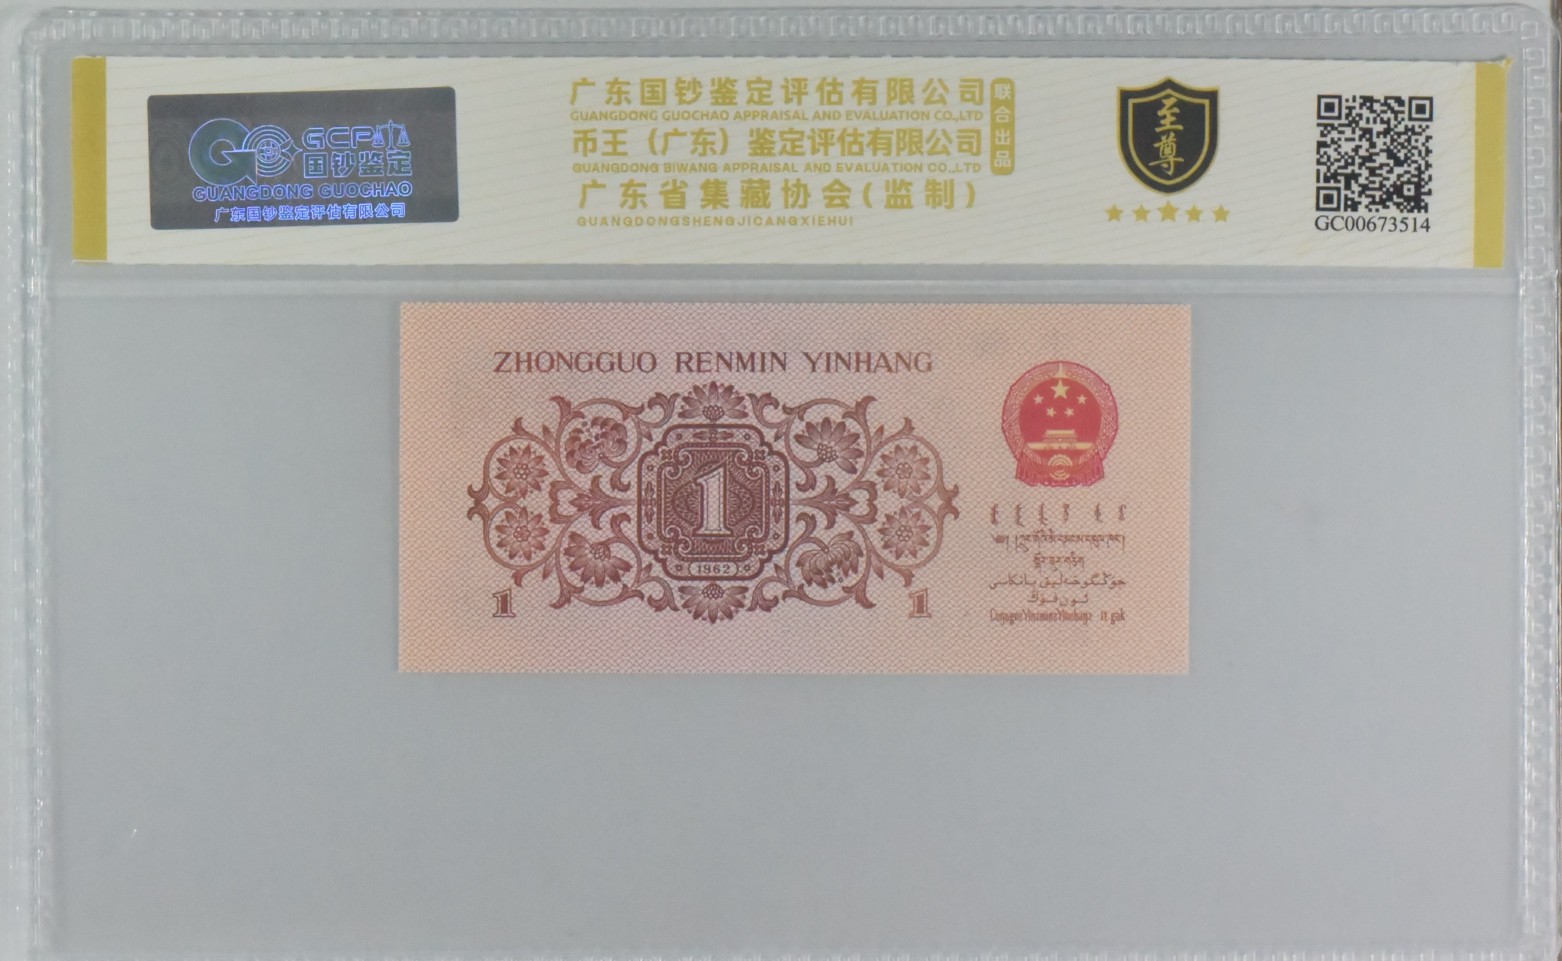 GCP
国钞鉴定
GUANGDONG GUOCHAO
广东国钞鉴定评估有限公司
广东国钞鉴定评估有限公司
GUANGDONG GUOCHAO APPRAISAL AND EVALUATION CO.,LTD
币王（广东）鉴定评估有限公司
GUANGDONG BIWANG APPRAISAL AND EVALUATION CO.,LTD
广东省集藏协会(监制)
GUANGDONGSHENGJICANGXIEHUI
联合出品
至尊
GC00673514
ZHONGGUO RENMIN YINHANG
1
(1962)
1
1
جۇڭگو خەلق بانكىسى